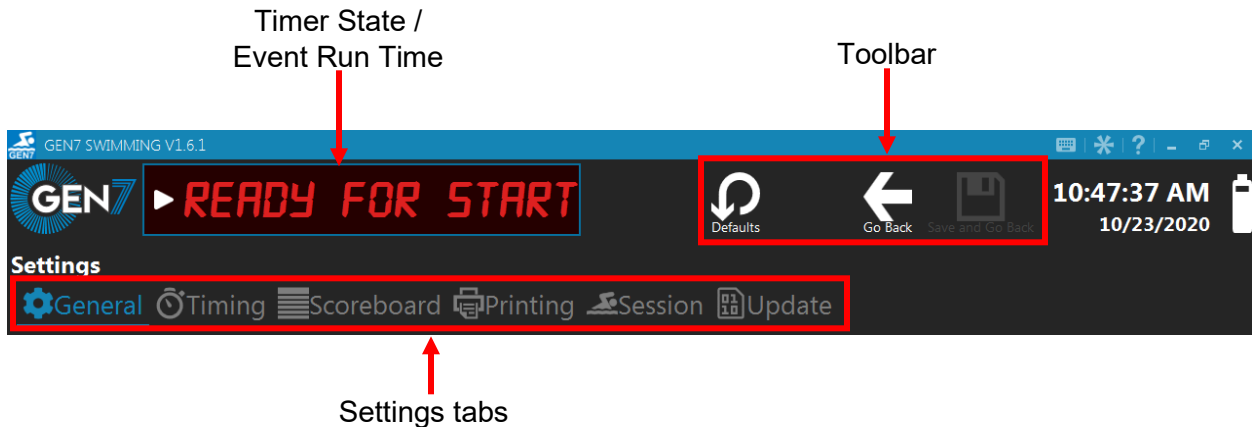 Timer State /
Event Run Time
Toolbar
GEN7 SWIMMING V1.6.1
GEN7
READY FOR START
Defaults
Go Back
Save and Go Back
10:47:37 AM
10/23/2020
GEN7
Settings
General Timing Scoreboard Printing Session Update
Settings tabs